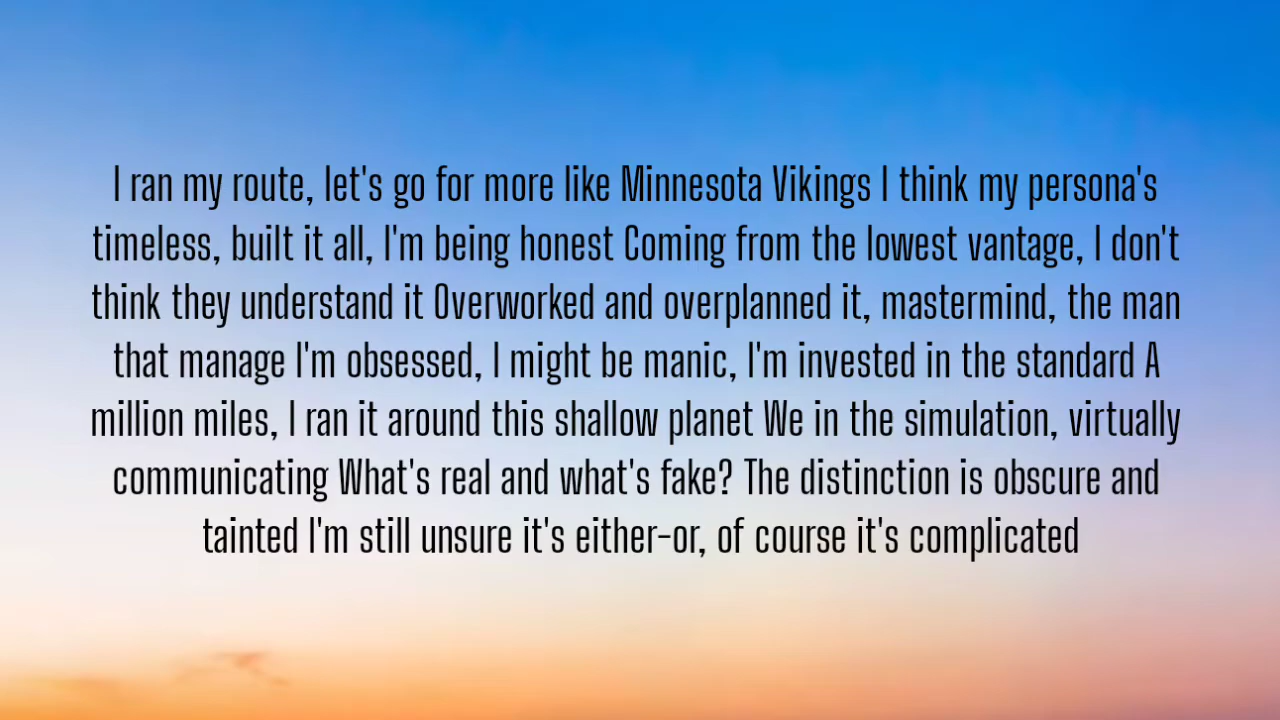 I ran my route, let's go for more like Minnesota Vikings I think my persona's
timeless, built it all, I'm being honest Coming from the lowest vantage, I don't
think they understand it Overworked and overplanned it, mastermind, the man
that manage I'm obsessed, I might be manic, I'm invested in the standard A
million miles, I ran it around this shallow planet We in the simulation, virtually
communicating What's real and what's fake? The distinction is obscure and
tainted I'm still unsure it's either-or, of course it's complicated